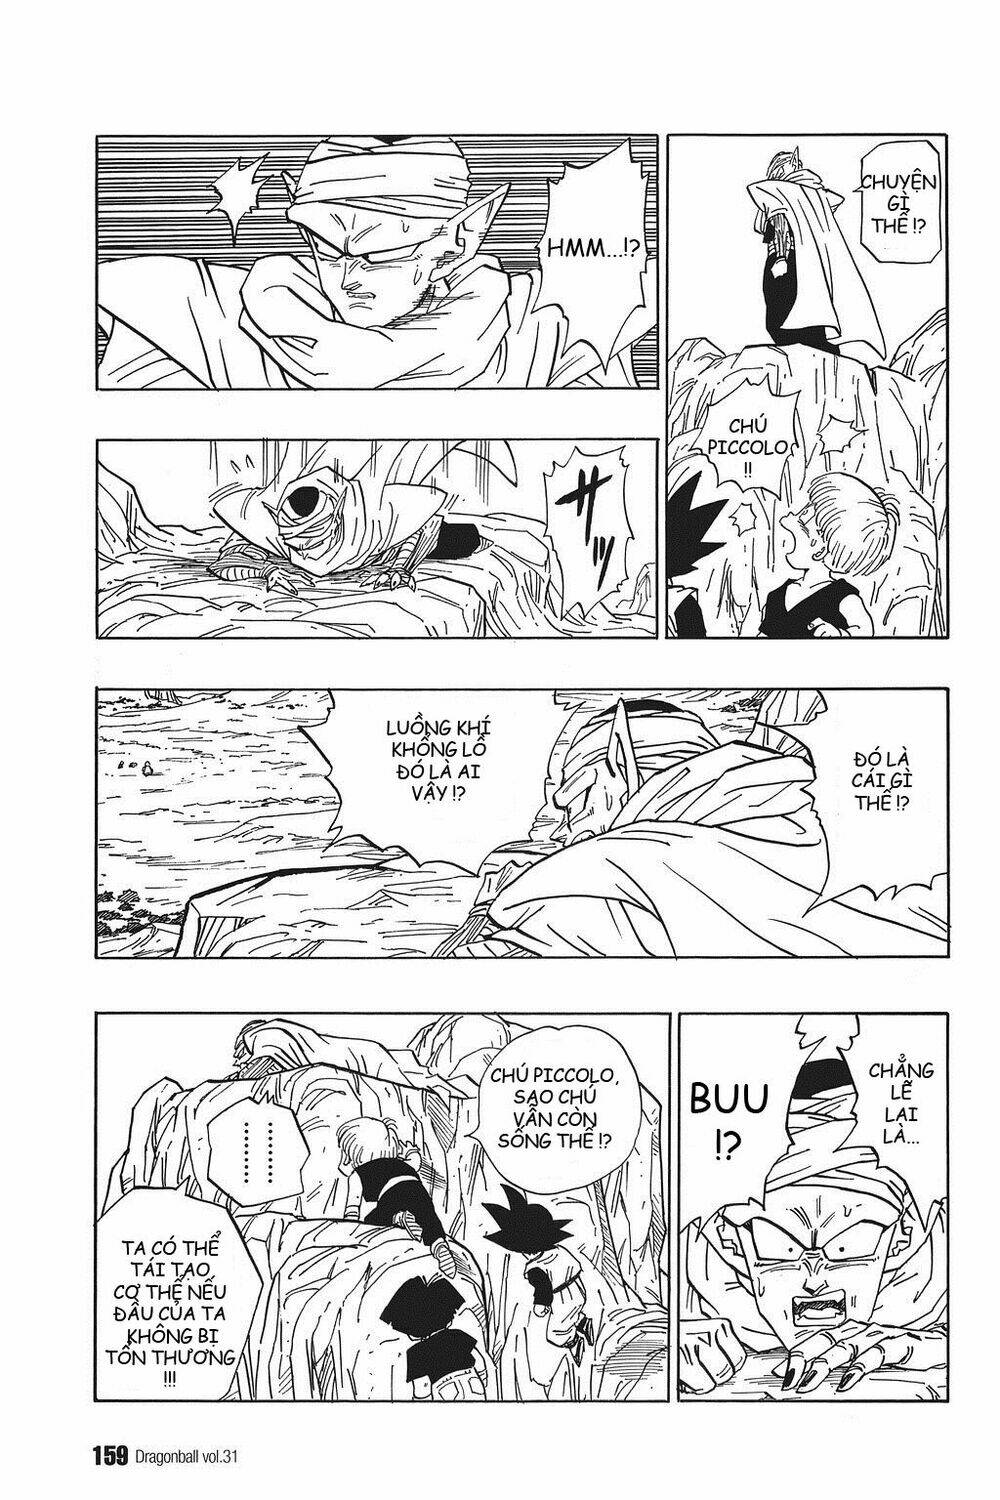 CHUYỆN
GÌ
THẾ !?
HMM...!?
CHÚ
PICCOLO
!!
ザッ
ĐÓ LÀ
CÁI GÌ
THẾ !?
LUỒNG KHÍ
KHỔNG LỒ
ĐÓ LÀ AI
VẬY !?
CHẲNG
LẼ
LẠI
LÀ...
BUU
!?
CHÚ PICCOLO,
SAO CHÚ
VẪN CÒN
SỐNG THẾ !?
TA CÓ THỂ
TÁI TẠO
CƠ THỂ NẾU
ĐẦU CỦA TA
KHÔNG BỊ
TỔN THƯƠNG
!!!
159 Dragonball vol.31